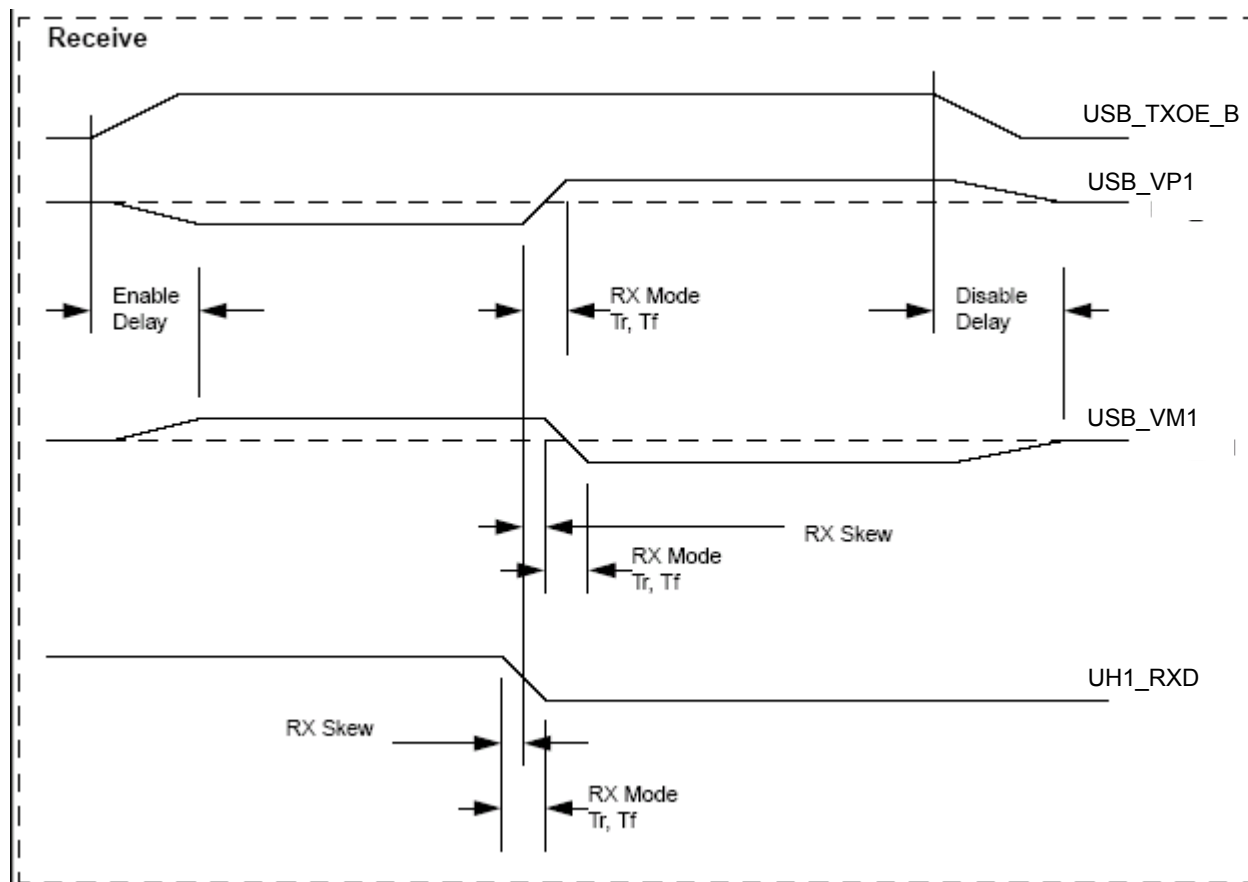 Receive
USB_TXOE_B
USB_VP1
Enable
Delay
RX Mode
Tr, Tf
Disable
Delay
USB_VM1
RX Skew
RX Mode
Tr, Tf
UH1_RXD
RX Skew
RX Mode
Tr, Tf